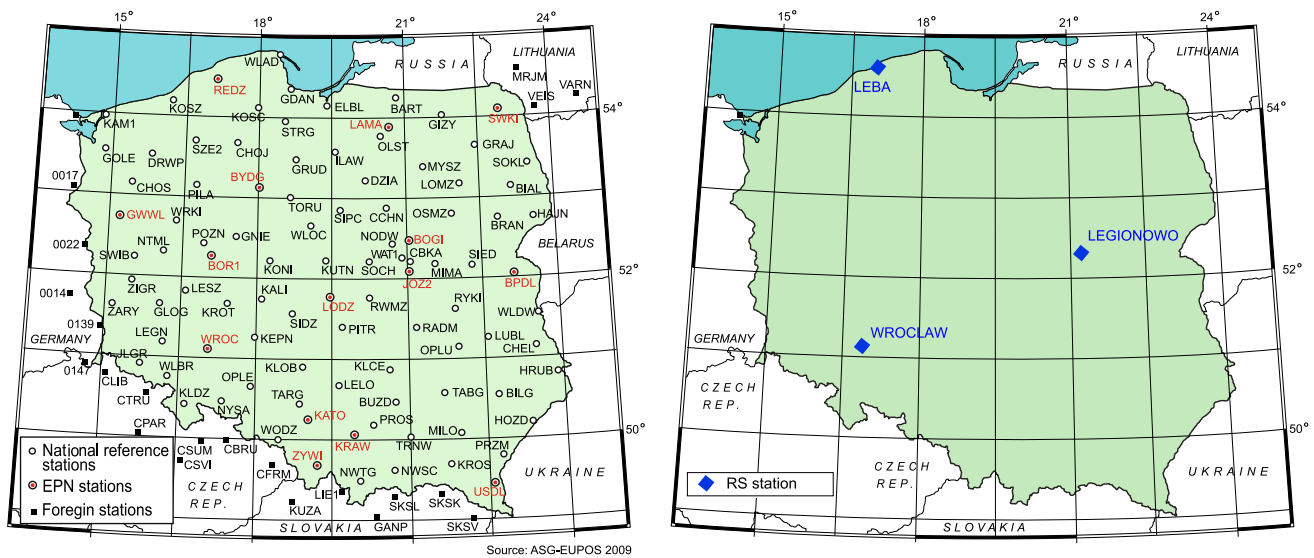 15°
18°
21°
24°
WLAD
LITHUANIA
RUSSIA
MRJM
VARN
VEIS
REDZ
GDAN
KOSZ
KOSC
ELBL
BART
SWKI
54°
KAM1
STRG
LAMA
GIZY
OLST
GOLE
DRWP
SZE2
CHOJ
GRUD
ILAW
GRAJ
SOKL
MYSZ
0017
CHOS
PILA
BYDG
DZIA
LOMZ
BIAL
TORU
GWWL
WRKI
SIPC
CCHN
OSMZ
BRAN
HAJN
POZN
GNIE
WLOC
NODW
BOGI
0022
NTML
BELARUS
SWIB
BOR1
KONI
KUTN
WAT1
CBKA
SIED
SOCH
MIMA
52°
JOZ2
BPDL
ZIGR
LESZ
KALI
LODZ
RWMZ
RYKI
0014
ZARY
GLOG
KROT
SIDZ
WLDW
0139
LEGN
PITR
RADM
GERMANY
WROC
KEPN
OPLU
LUBL
CHEL
JLGR
0147
WLBR
KLOB
KLCE
HRUB
CLIB
OPLE
LELO
TABG
BILG
CTRU
KLDZ
NYSA
TARG
BUZD
KATO
PROS
HOZD
CPAR
WODZ
KRAW
MILO
50°
CSUM
CBRU
TRNW
PRZM
CSVI
ZYWI
CFRM
NWTG
NWSC
KROS
UKRAINE
CZECH
REP.
LIE1
USDL
KUZA
SKSL
SKSK
SLOVAKIA
GANP
SKSV
National reference
stations
EPN stations
Foregin stations
Source: ASG-EUPOS 2009
15°
18°
21°
24°
LITHUANIA
RUSSIA
LEBA
54°
LEGIONOWO
BELARUS
52°
WROCLAW
GERMANY
CZECH
REP.
50°
CZECH
REP.
UKRAINE
SLOVAKIA
RS station